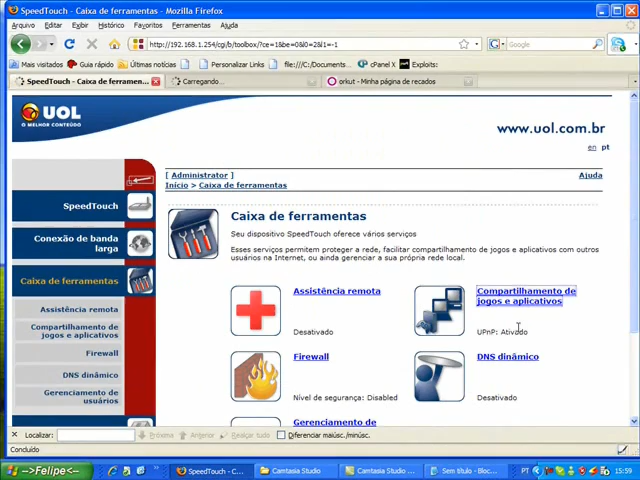 SpeedTouch - Caixa de ferramentas - Mozilla Firefox
Arquivo Editar Exibir Histórico Favoritos Ferramentas Ajuda
http://192.168.1.254/cgi/b/toolbox/?ce=1&be=0&l0=2&l1=-1
Google
Mais visitados Guia rápido Últimas notícias Personalizar Links file:///C:/Documents... cPanel X Exploits:
SpeedTouch - Caixa de ferramen... Carregando... orkut - Minha página de recados
UOL
O MELHOR CONTEÚDO
www.uol.com.br
en pt
[ Administrator ]
Ajuda
Início > Caixa de ferramentas
SpeedTouch
Conexão de banda
larga
Caixa de ferramentas
Assistência remota
Compartilhamento de
jogos e aplicativos
Firewall
DNS dinâmico
Gerenciamento de
usuários
Caixa de ferramentas
Seu dispositivo SpeedTouch oferece vários serviços
Esses serviços permitem proteger a rede, facilitar compartilhamento de jogos e aplicativos com outros
usuários na Internet, ou ainda gerenciar a sua própria rede local.
Assistência remota
Desativado
Compartilhamento de
jogos e aplicativos
UPnP: Ativado
Firewall
Nível de segurança: Disabled
DNS dinâmico
Desativado
Gerenciamento de
Localizar: Próxima Anterior Realçar tudo Diferenciar maiúsc./minúsc.
Concluído
-->Felipe<-- SpeedTouch - C... Camtasia Studio Camtasia Studio ... Sem título - Bloc... PT 15:59